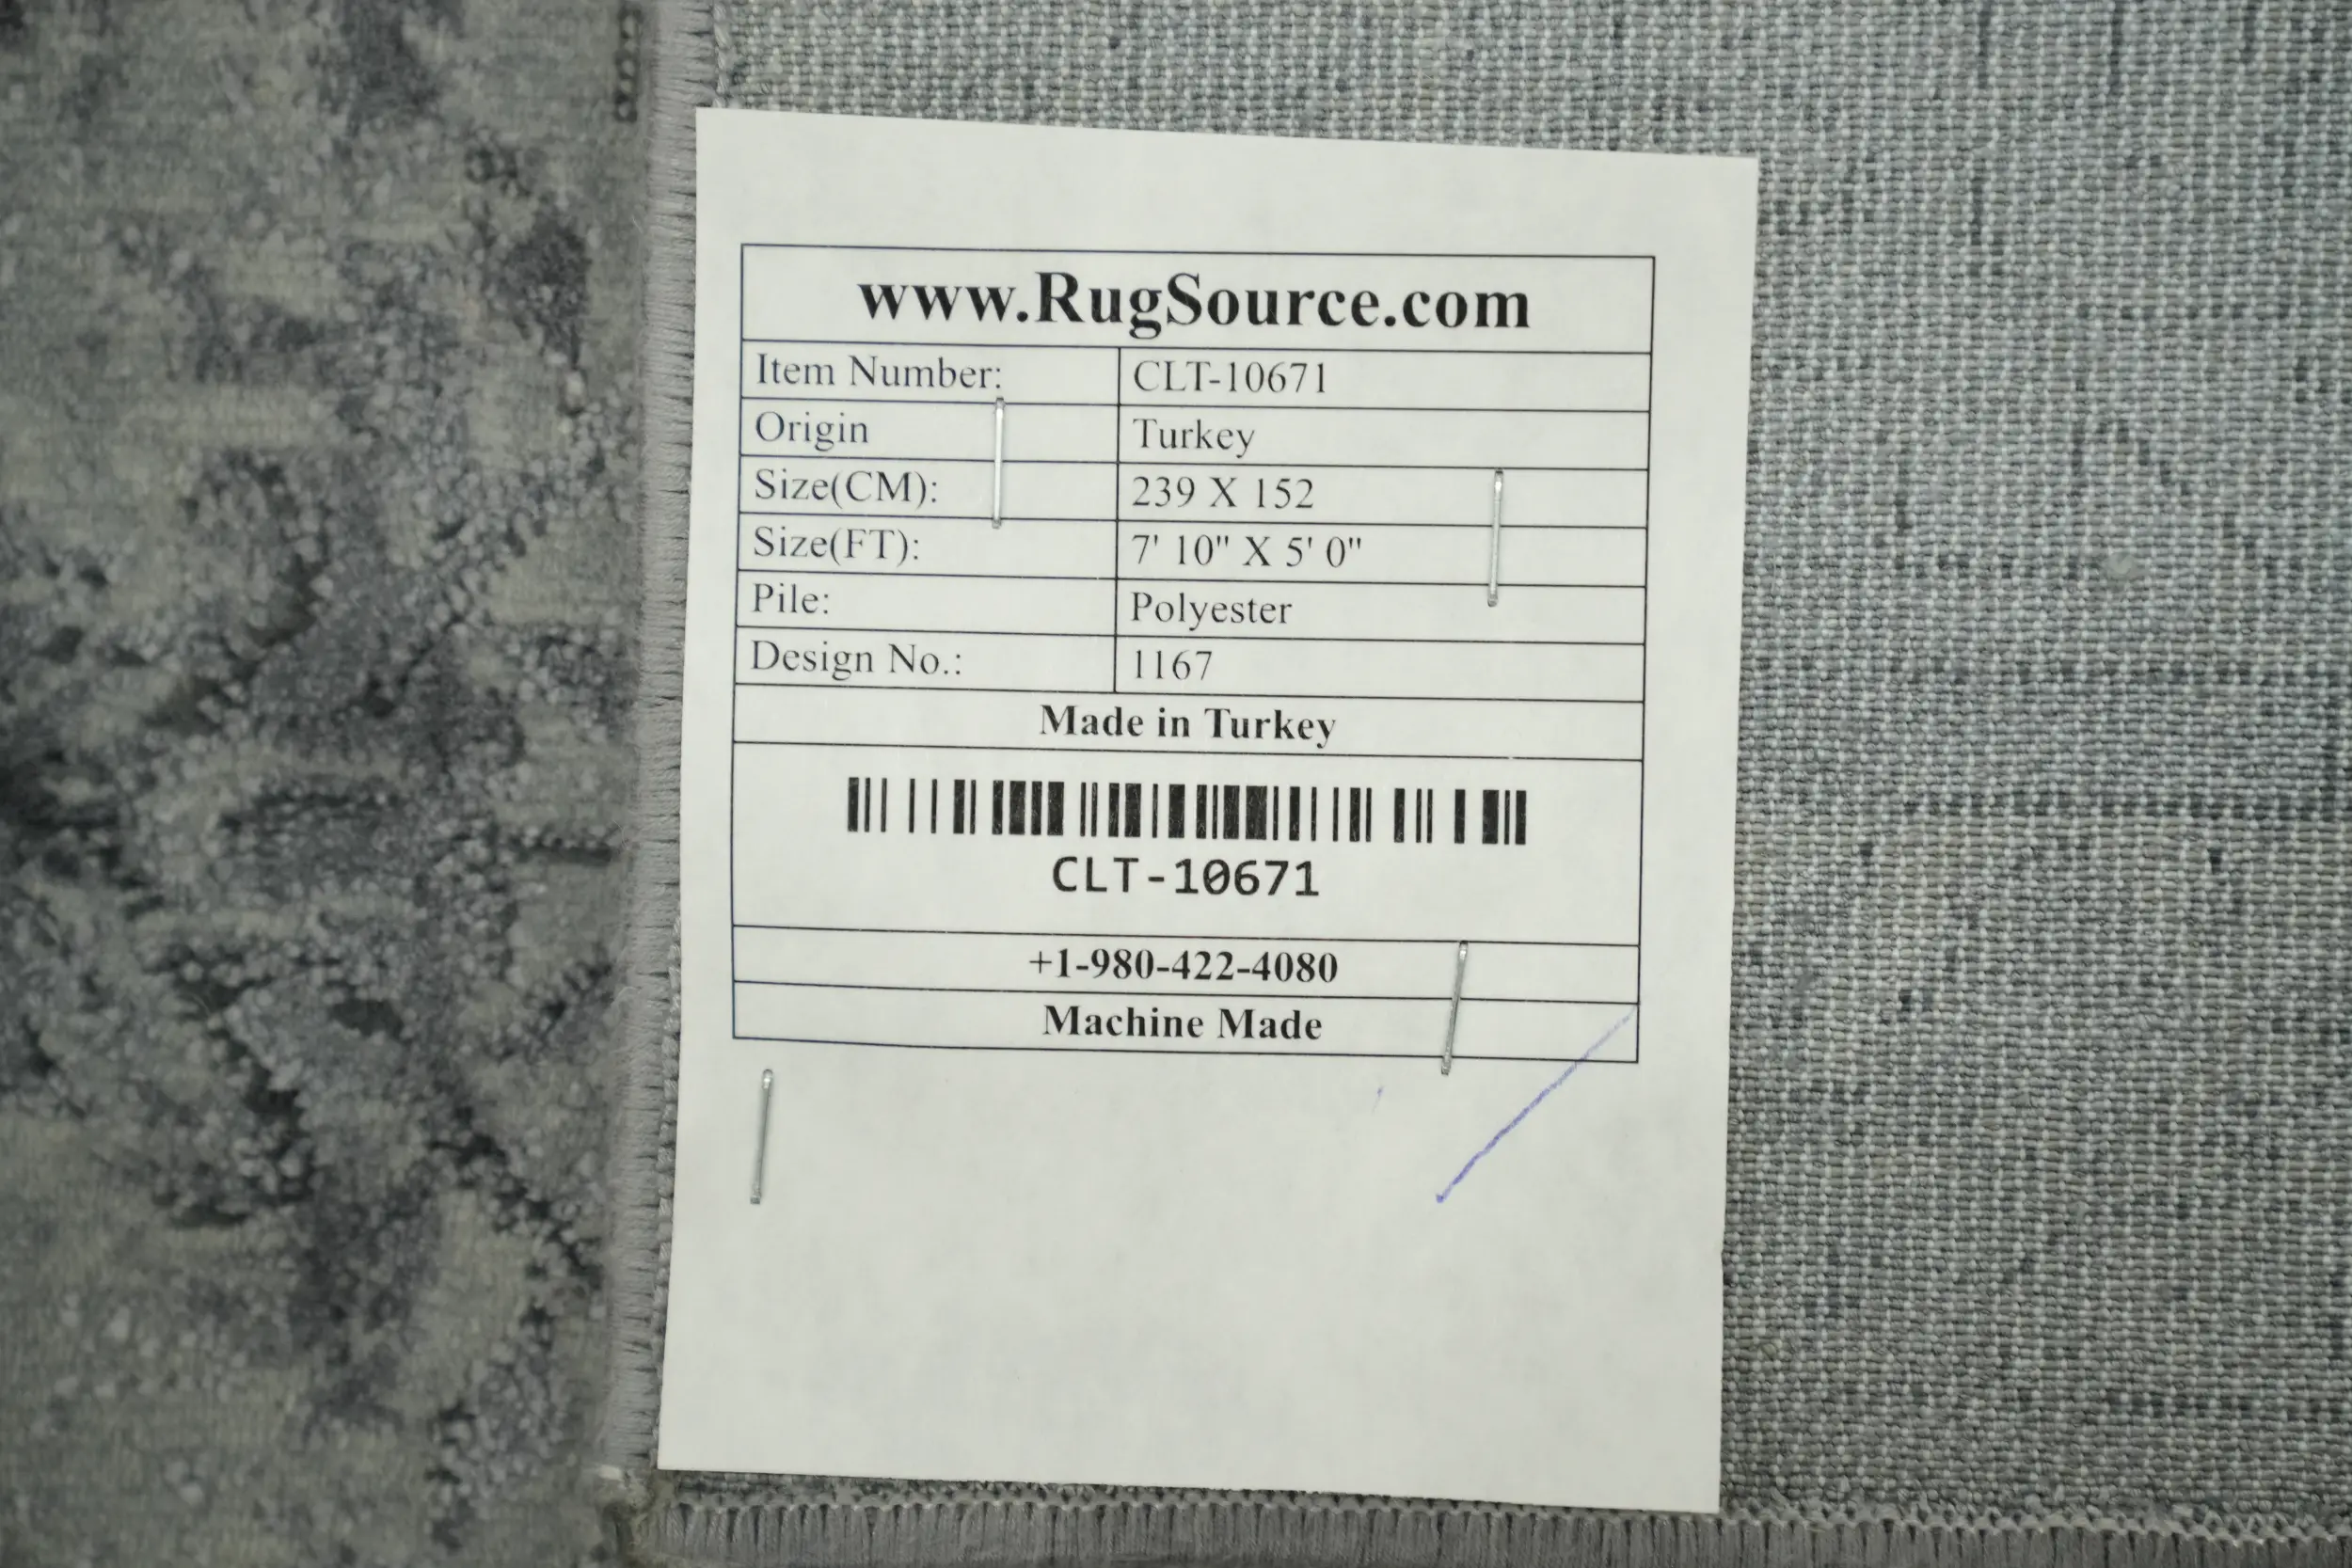 www.RugSource.com
Item Number: CLT-10671
Origin Turkey
Size(CM): 239 X 152
Size(FT): 7' 10" X 5' 0"
Pile: Polyester
Design No.: 1167
Made in Turkey
CLT-10671
+1-980-422-4080
Machine Made